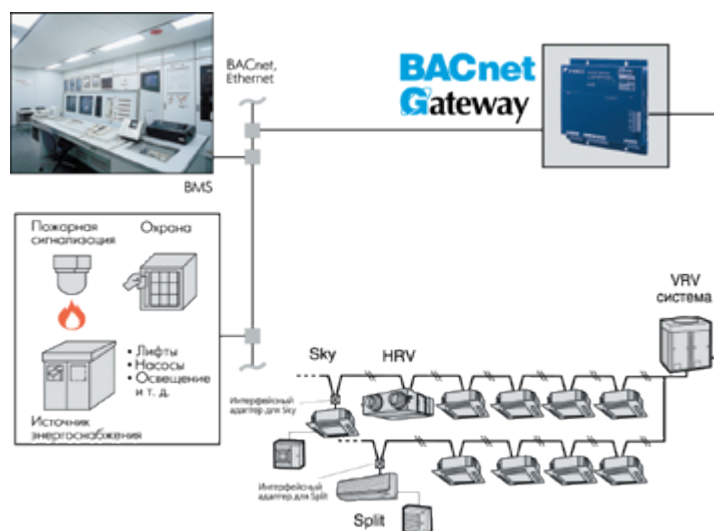 BACnet,
Ethernet
BACnet
Gateway
BMS
Пожарная
сигнализация
Охрана
• Лифты
• Насосы
• Освещение
и т. д.
Источник
энергоснабжения
VRV
система
Sky
HRV
Интерфейсный
адаптер для Sky
Интерфейсный
адаптер для Split
Split